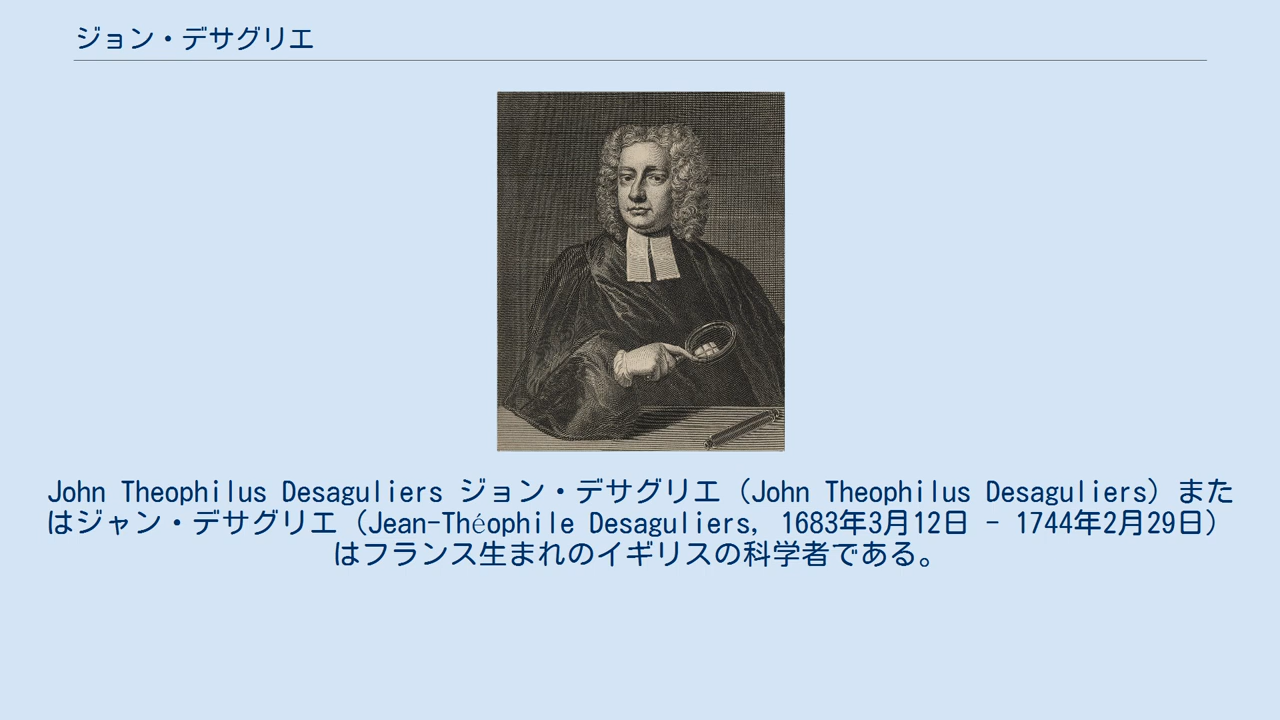 ジョン・デサグリエ
John Theophilus Desaguliers ジョン・デサグリエ（John Theophilus Desaguliers）また
はジャン・デサグリエ（Jean-Théophile Desaguliers, 1683年3月12日 - 1744年2月29日）
はフランス生まれのイギリスの科学者である。